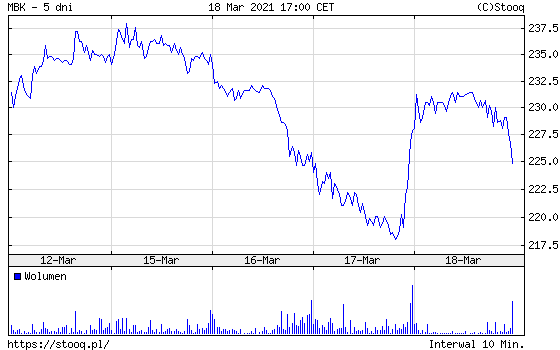 MBK - 5 dni 18 Mar 2021 17:00 CET (C)Stooq
237.5
235.0
232.5
230.0
227.5
225.0
222.5
220.0
217.5
12-Mar 15-Mar 16-Mar 17-Mar 18-Mar
Wolumen
https://stooq.pl/ Interwal 10 Min.